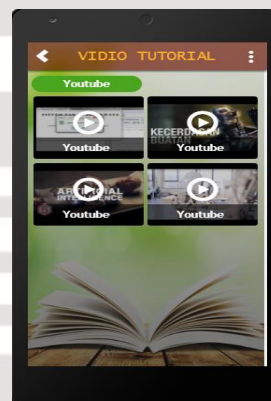 VIDIO TUTORIAL
Youtube
Youtube
KECERDASAN
BUATAN
Youtube
ARTIFICIAL
INTELLIGENCE
Youtube
Youtube